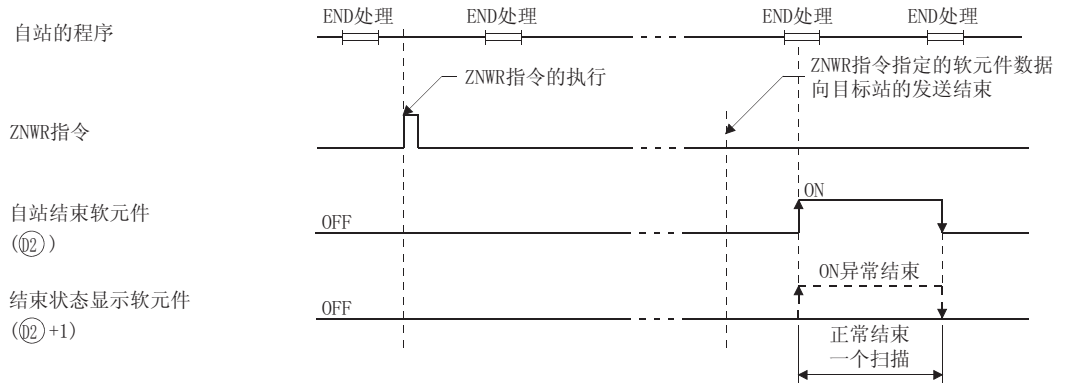 END处理 END处理 END处理 END处理
自站的程序
ZNWR指令的执行
ZNWR指令指定的软元件数据
向目标站的发送结束
ZNWR指令
ON
自站结束软元件
(D2)
OFF
ON异常结束
结束状态显示软元件
(D2+1)
OFF
正常结束
一个扫描